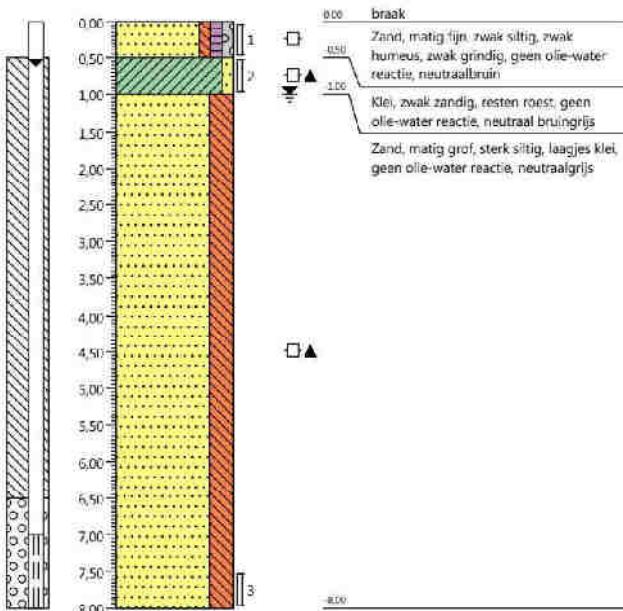 0,00
0,50
1,00
1,50
2,00
2,50
3,00
3,50
4,00
4,50
5,00
5,50
6,00
6,50
7,00
7,50
8,00
1
2
3
0.00 braak
Zand, matig fijn, zwak siltig, zwak
humeus, zwak grindig, geen olie-water
reactie, neutraalbruin
-0.50
Klei, zwak zandig, resten roest, geen
olie-water reactie, neutraal bruingrijs
-1.00
Zand, matig grof, sterk siltig, laagjes klei,
geen olie-water reactie, neutraalgrijs
-8.00